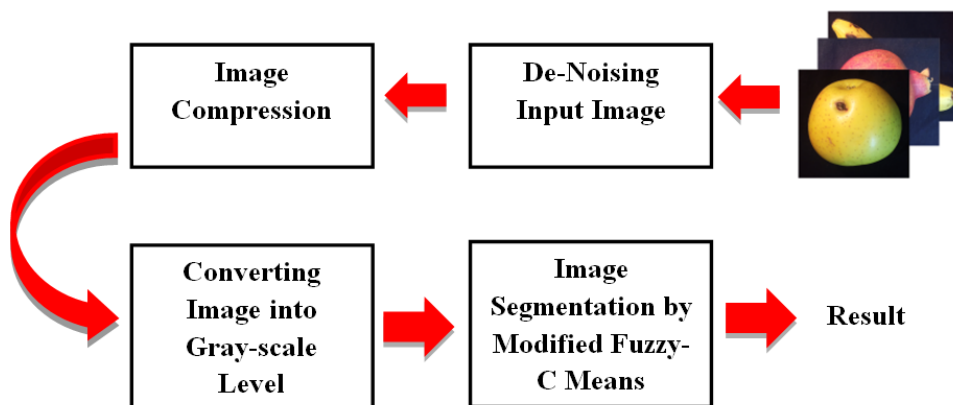 De-Noising
Input Image
Image
Compression
Converting
Image into
Gray-scale
Level
Image
Segmentation by
Modified Fuzzy-
C Means
Result